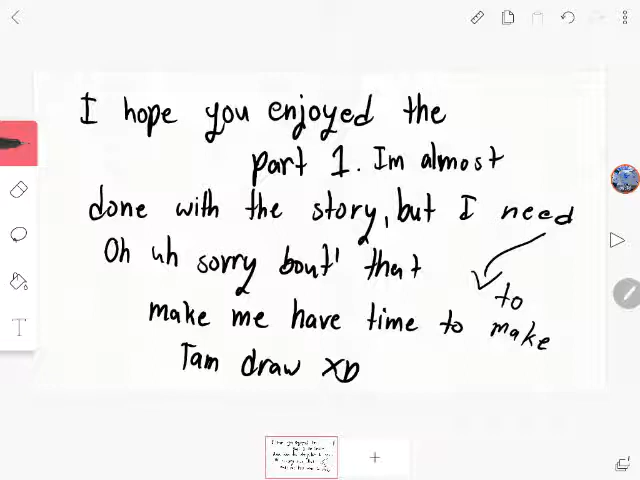 I hope you enjoyed the
part 1. Im almost
done with the story, but I need
to
make
Oh uh sorry bout' that
make me have time to
Tam draw XD
T